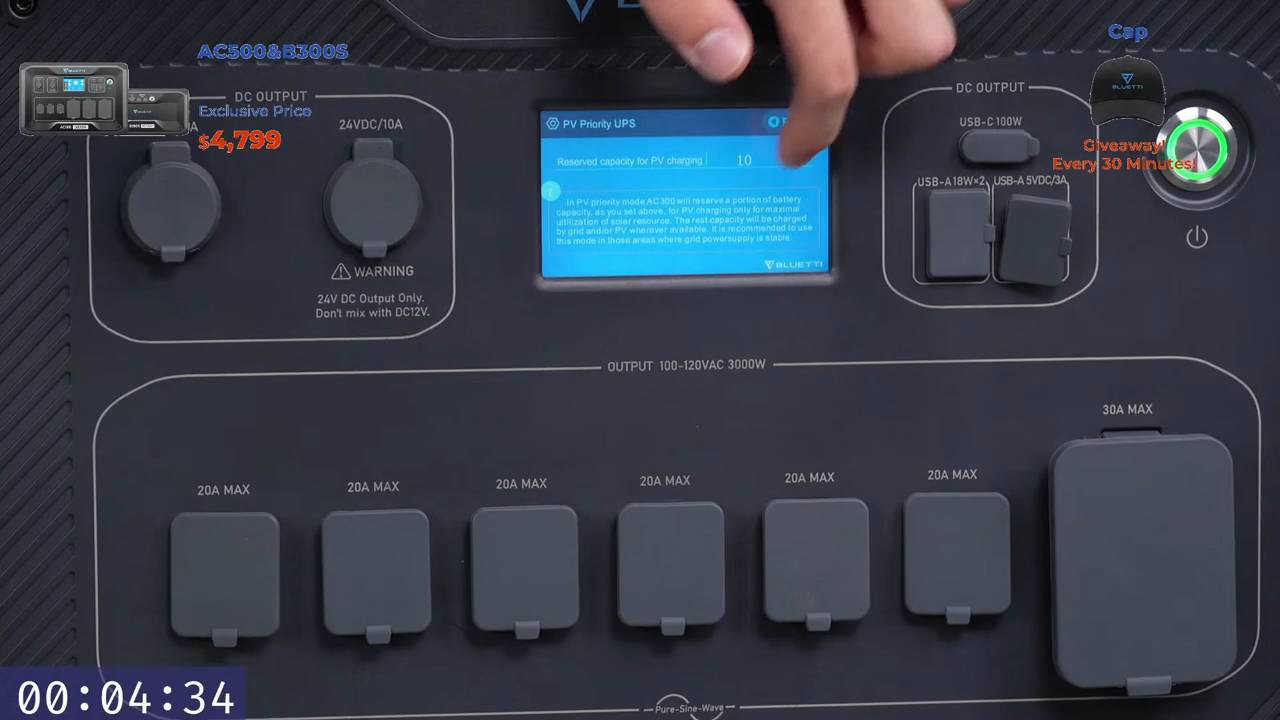 AC500&B300S
Exclusive Price
$4,799
Cap
Giveaway!
Every 30 Minutes!
DC OUTPUT
24VDC/10A
WARNING
24V DC Output Only.
Don't mix with DC12V.
PV Priority UPS
Reserved capacity for PV charging
10
In PV priority mode AC300 will reserve a portion of battery
capacity, as you set above, for PV charging only for maximal
utilization of solar resource. The rest capacity will be charged
by grid and/or PV wherever available. It is recommended to use
this mode in those areas where grid powersupply is stable.
BLUETTI
DC OUTPUT
USB-C 100W
USB-A 18W×2
USB-A 5VDC/3A
OUTPUT 100-120VAC 3000W
20A MAX
20A MAX
20A MAX
20A MAX
20A MAX
20A MAX
30A MAX
Pure-Sine-Wave
00:04:34